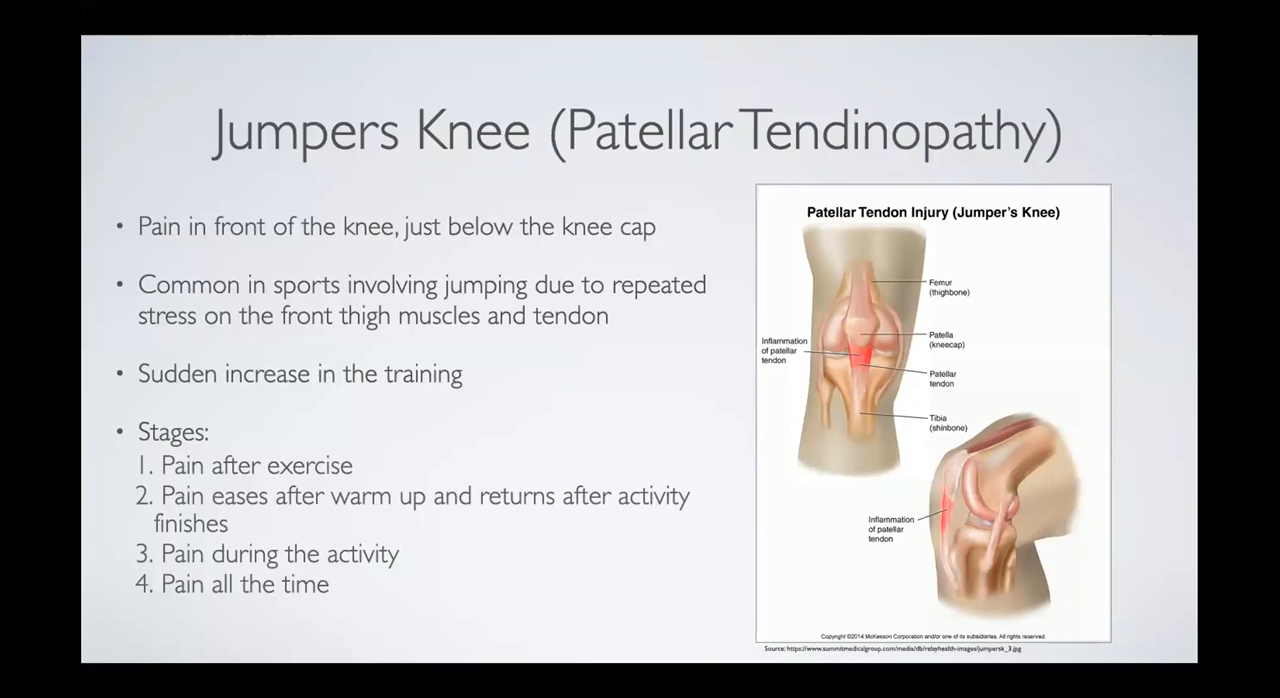 Jumpers Knee (Patellar Tendinopathy)
• Pain in front of the knee, just below the knee cap
• Common in sports involving jumping due to repeated
stress on the front thigh muscles and tendon
• Sudden increase in the training
• Stages:
1. Pain after exercise
2. Pain eases after warm up and returns after activity
finishes
3. Pain during the activity
4. Pain all the time
Patellar Tendon Injury (Jumper's Knee)
Femur
(thighbone)
Patella
(kneecap)
Inflammation
of patellar
tendon
Patellar
tendon
Tibia
(shinbone)
Inflammation
of patellar
tendon
Copyright ©2014 McKesson Corporation and/or one of its subsidiaries. All rights reserved.
Source: https://www.summitmedicalgroup.com/media/db/relayhealth-images/jumpersk_3.jpg